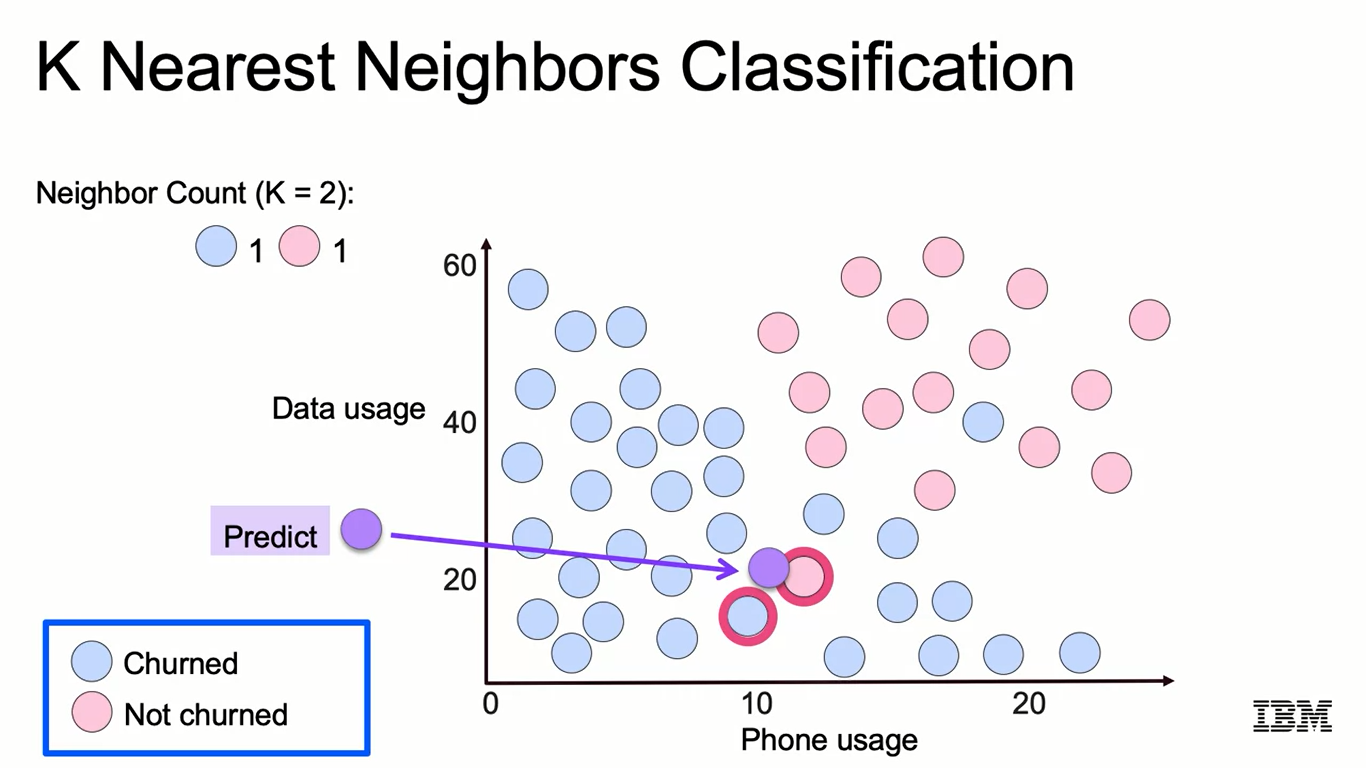 K Nearest Neighbors Classification
Neighbor Count (K = 2):
1 1
60
Data usage
40
Predict
20
Churned
Not churned
0 10 20
Phone usage
IBM